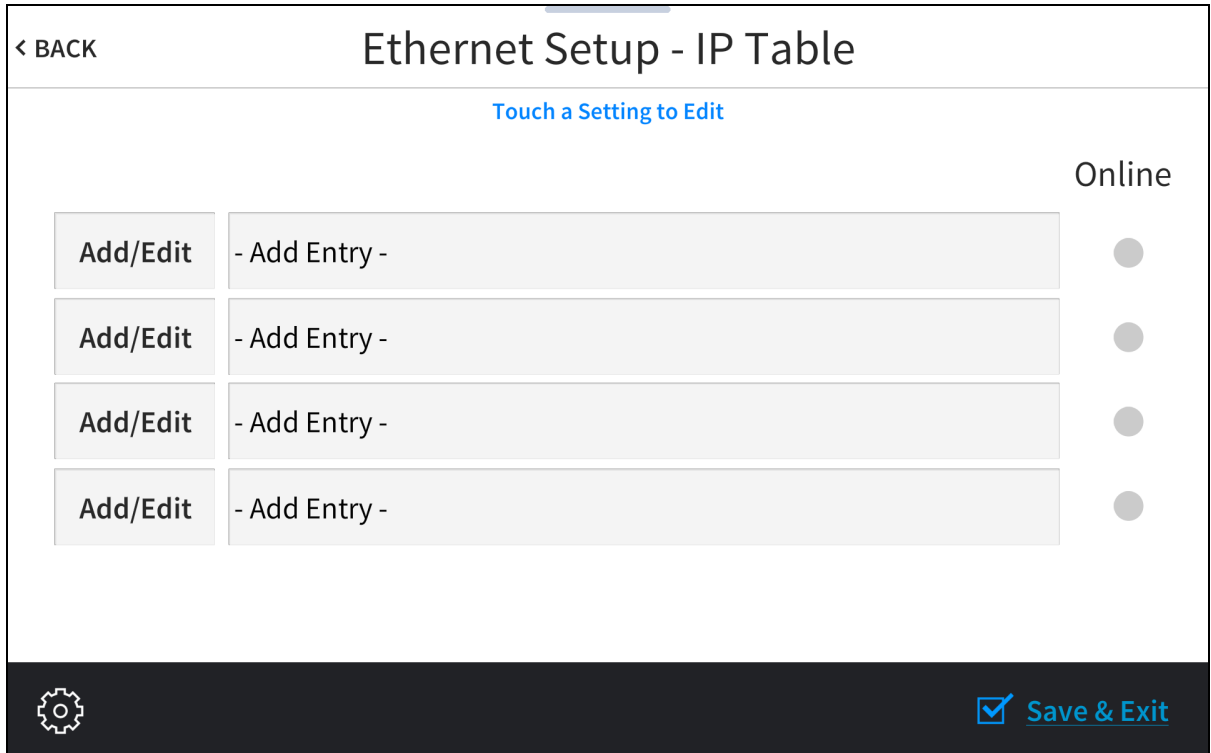 < BACK
Ethernet Setup - IP Table
Touch a Setting to Edit
Online
Add/Edit - Add Entry -
Add/Edit - Add Entry -
Add/Edit - Add Entry -
Add/Edit - Add Entry -
Save & Exit